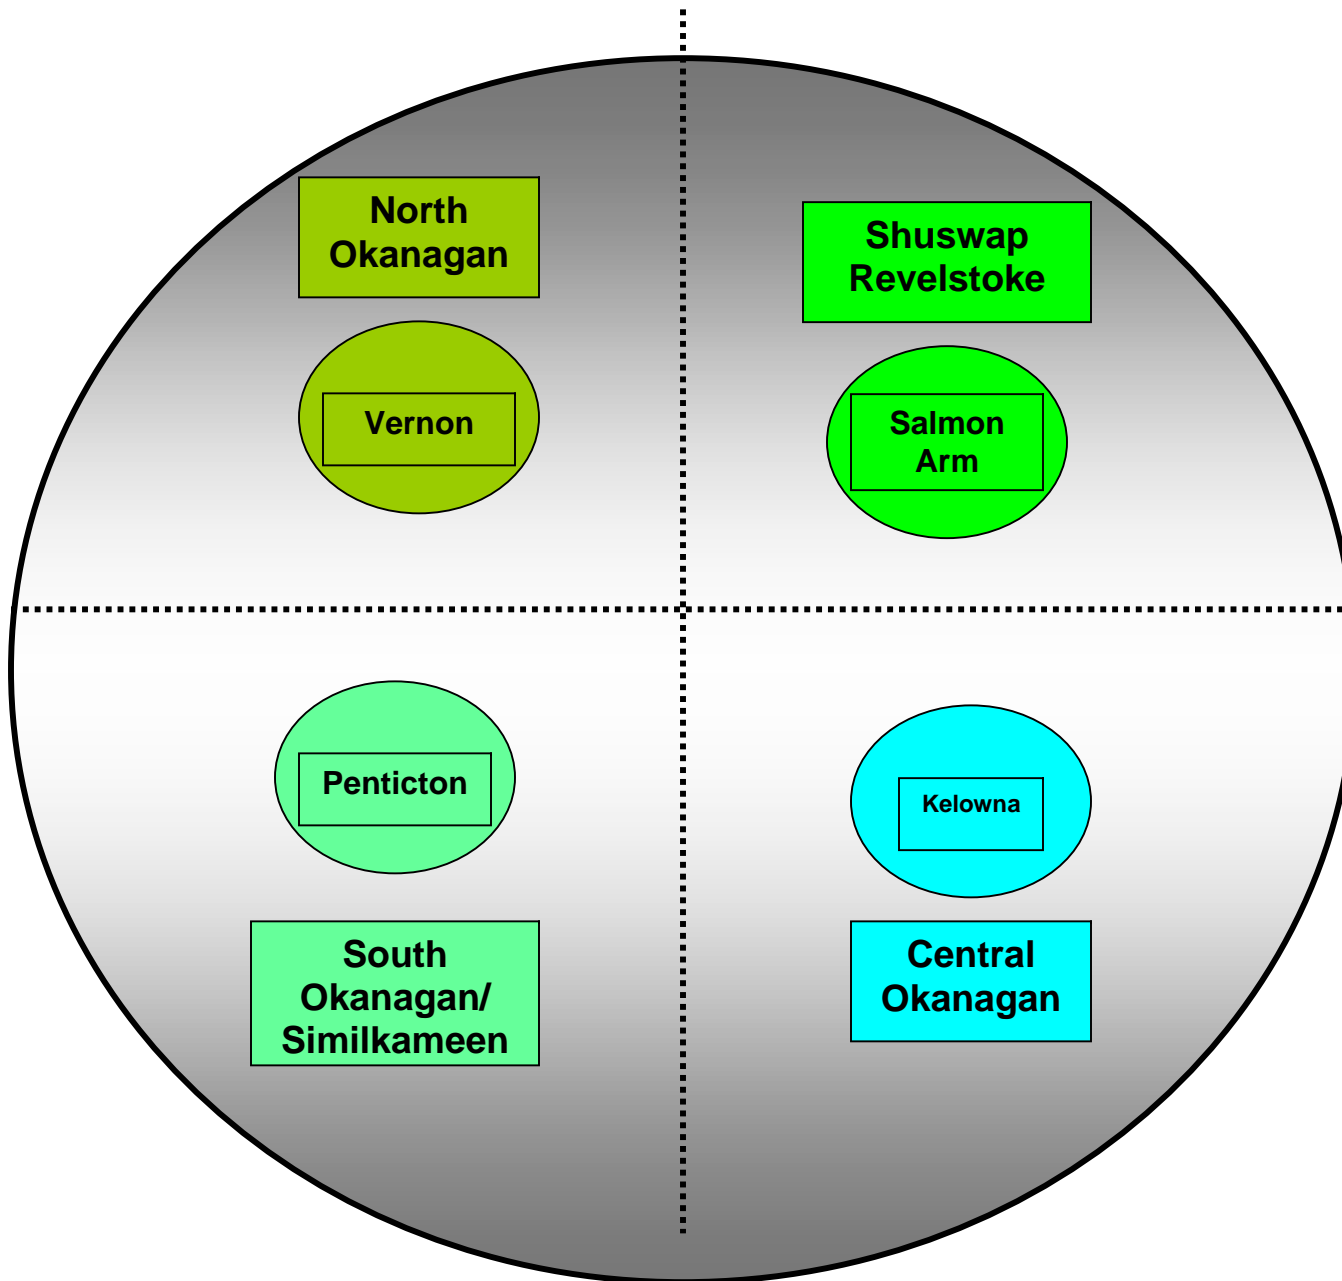 North
Okanagan
Shuswap
Revelstoke
Vernon
Salmon
Arm
Penticton
Kelowna
South
Okanagan/
Similkameen
Central
Okanagan